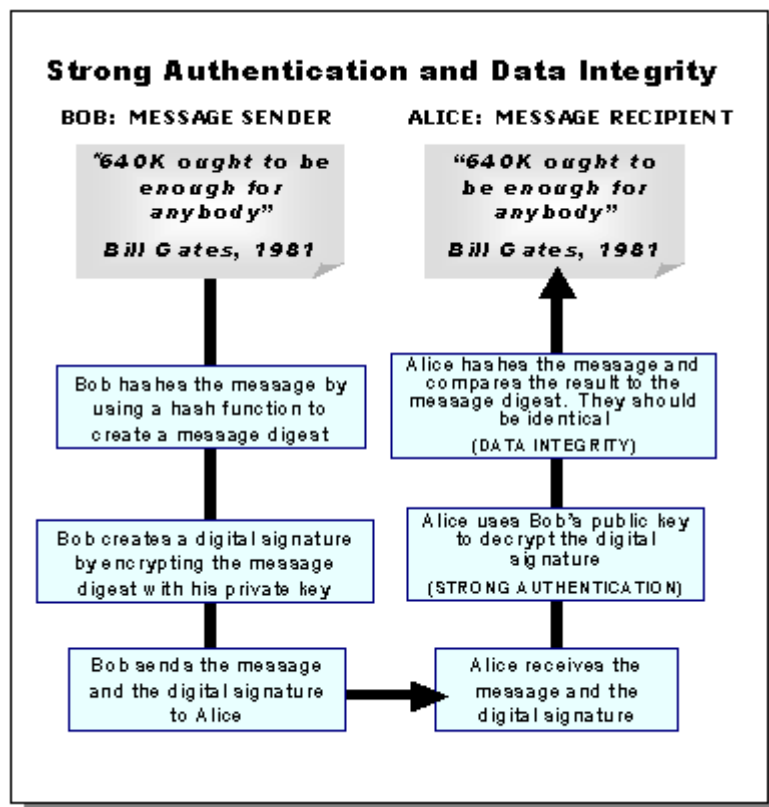 Strong Authentication and Data Integrity
BOB: MESSAGE SENDER
"640K ought to be
enough for
anybody”
Bill Gates, 1981
Bob hashes the message by
using a hash function to
create a message digest
Bob creates a digital signature
by encrypting the message
digest with his private key
Bob sends the message
and the digital signature
to Alice
ALICE: MESSAGE RECIPIENT
“640K ought to
be enough for
anybody”
Bill Gates, 1981
Alice hashes the message and
compares the result to the
message digest. They should
be identical
(DATA INTEGRITY)
Alice uses Bob's public key
to decrypt the digital
signature
(STRONG AUTHENTICATION)
Alice receives the
message and the
digital signature